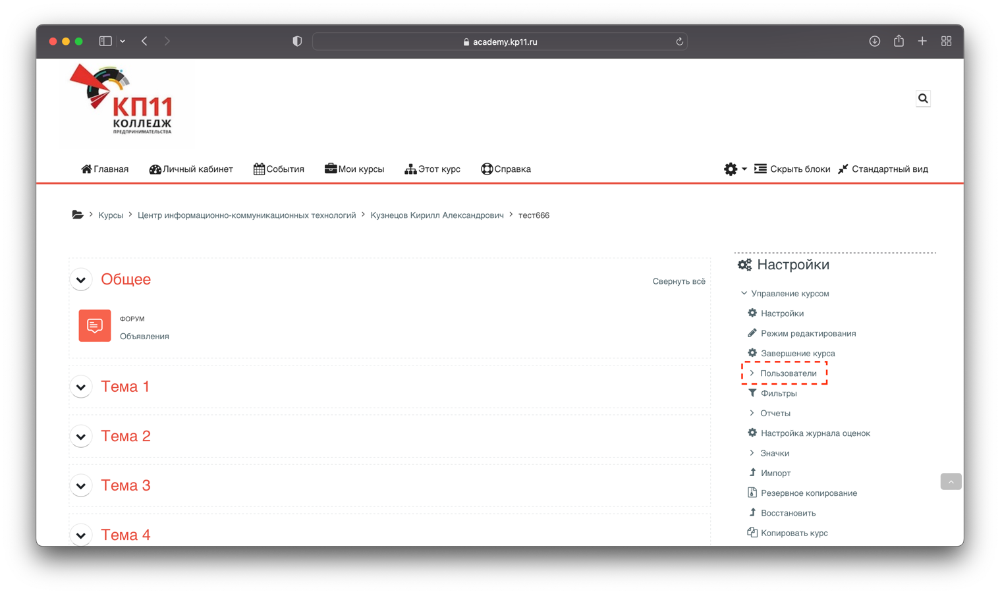 academy.kp11.ru
КП11
КОЛЛЕДЖ
ПРЕДПРИНИМАТЕЛЬСТВА
Главная Личный кабинет События Мои курсы Этот курс Справка Скрыть блоки Стандартный вид
Курсы > Центр информационно-коммуникационных технологий > Кузнецов Кирилл Александрович > тест666
Общее
Свернуть всё
ФОРУМ
Объявления
Тема 1
Тема 2
Тема 3
Тема 4
Настройки
Управление курсом
Настройки
Режим редактирования
Завершение курса
Пользователи
Фильтры
Отчеты
Настройка журнала оценок
Значки
Импорт
Резервное копирование
Восстановить
Копировать курс